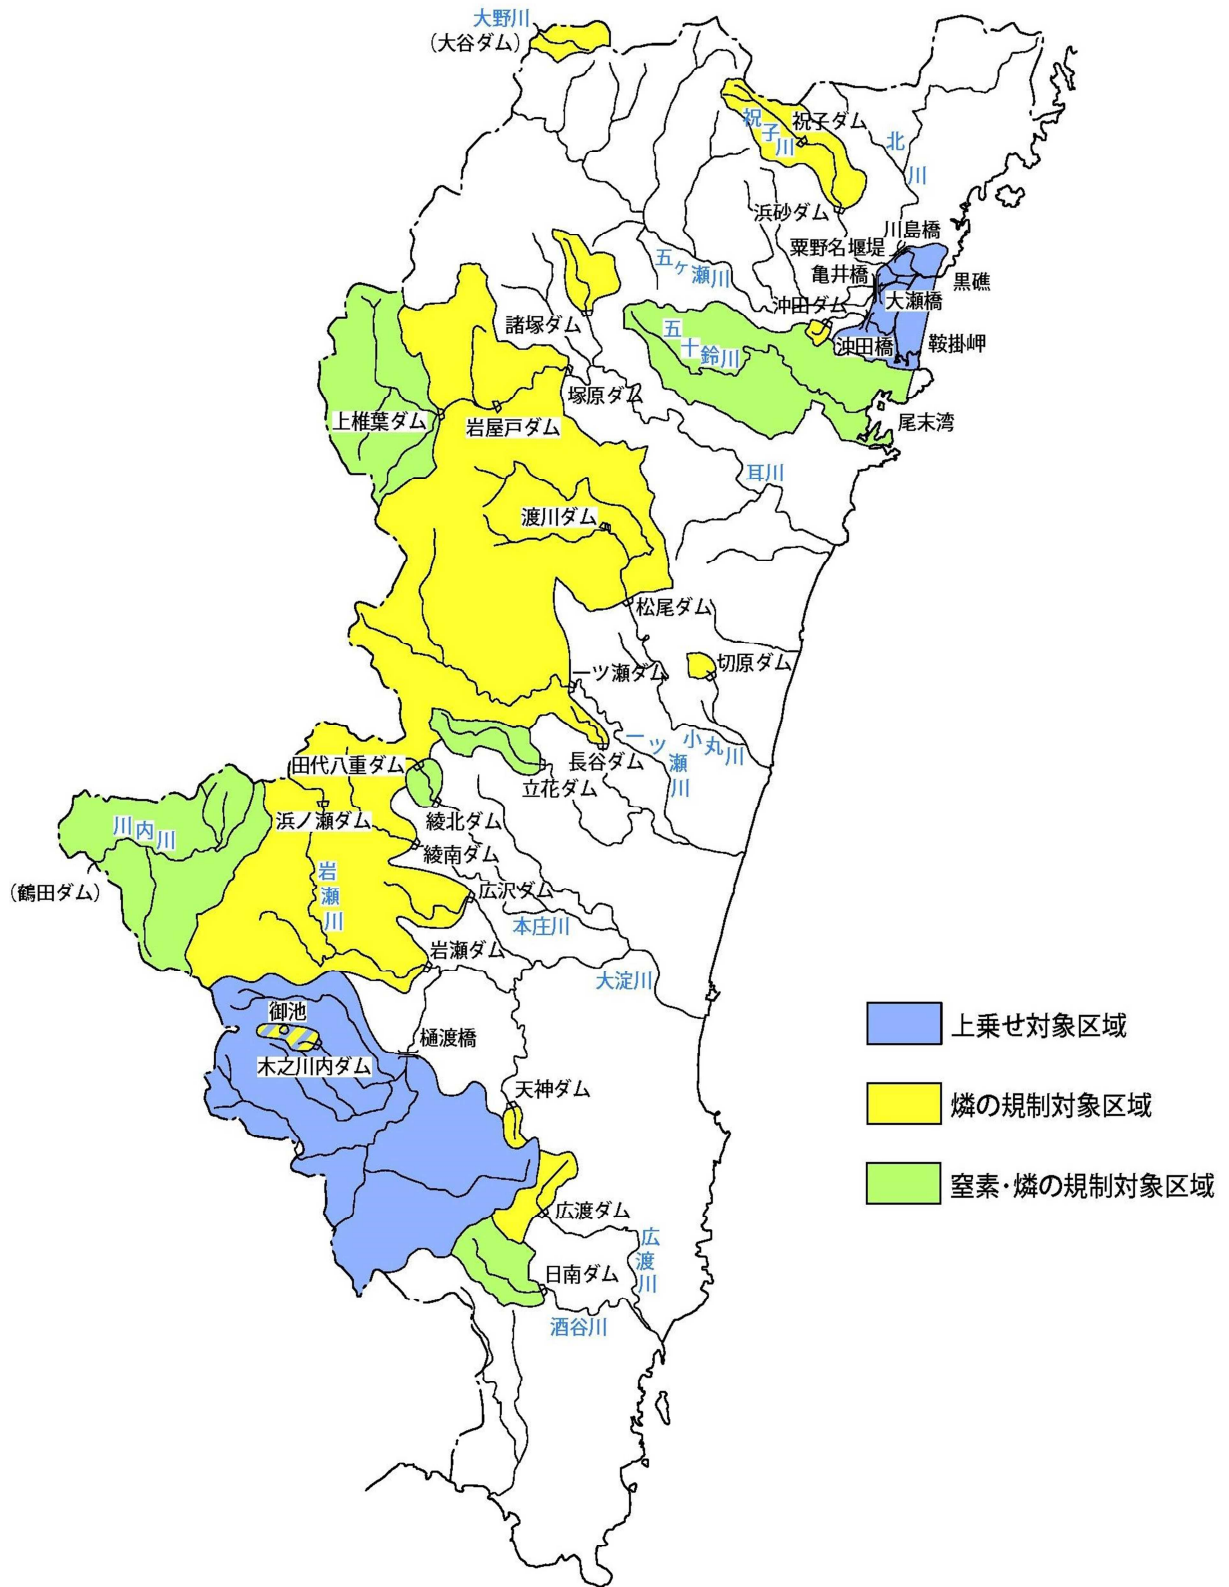 大野川
（大谷ダム）
祝子川
祝子ダム
北川
浜砂ダム
川島橋
粟野名堰堤
亀井橋
黒礁
大瀬橋
五ヶ瀬川
沖田ダム
沖田橋
鞍掛岬
諸塚ダム
五十鈴川
塚原ダム
尾末湾
上椎葉ダム
岩屋戸ダム
耳川
渡川ダム
松尾ダム
切原ダム
一ツ瀬ダム
小丸川
一ツ瀬川
長谷ダム
田代八重ダム
立花ダム
川内川
浜ノ瀬ダム
綾北ダム
綾南ダム
（鶴田ダム）
岩瀬川
広沢ダム
本庄川
岩瀬ダム
大淀川
御池
樋渡橋
木之川内ダム
天神ダム
広渡ダム
広渡川
日南ダム
酒谷川
上乗せ対象区域
燐の規制対象区域
窒素・燐の規制対象区域